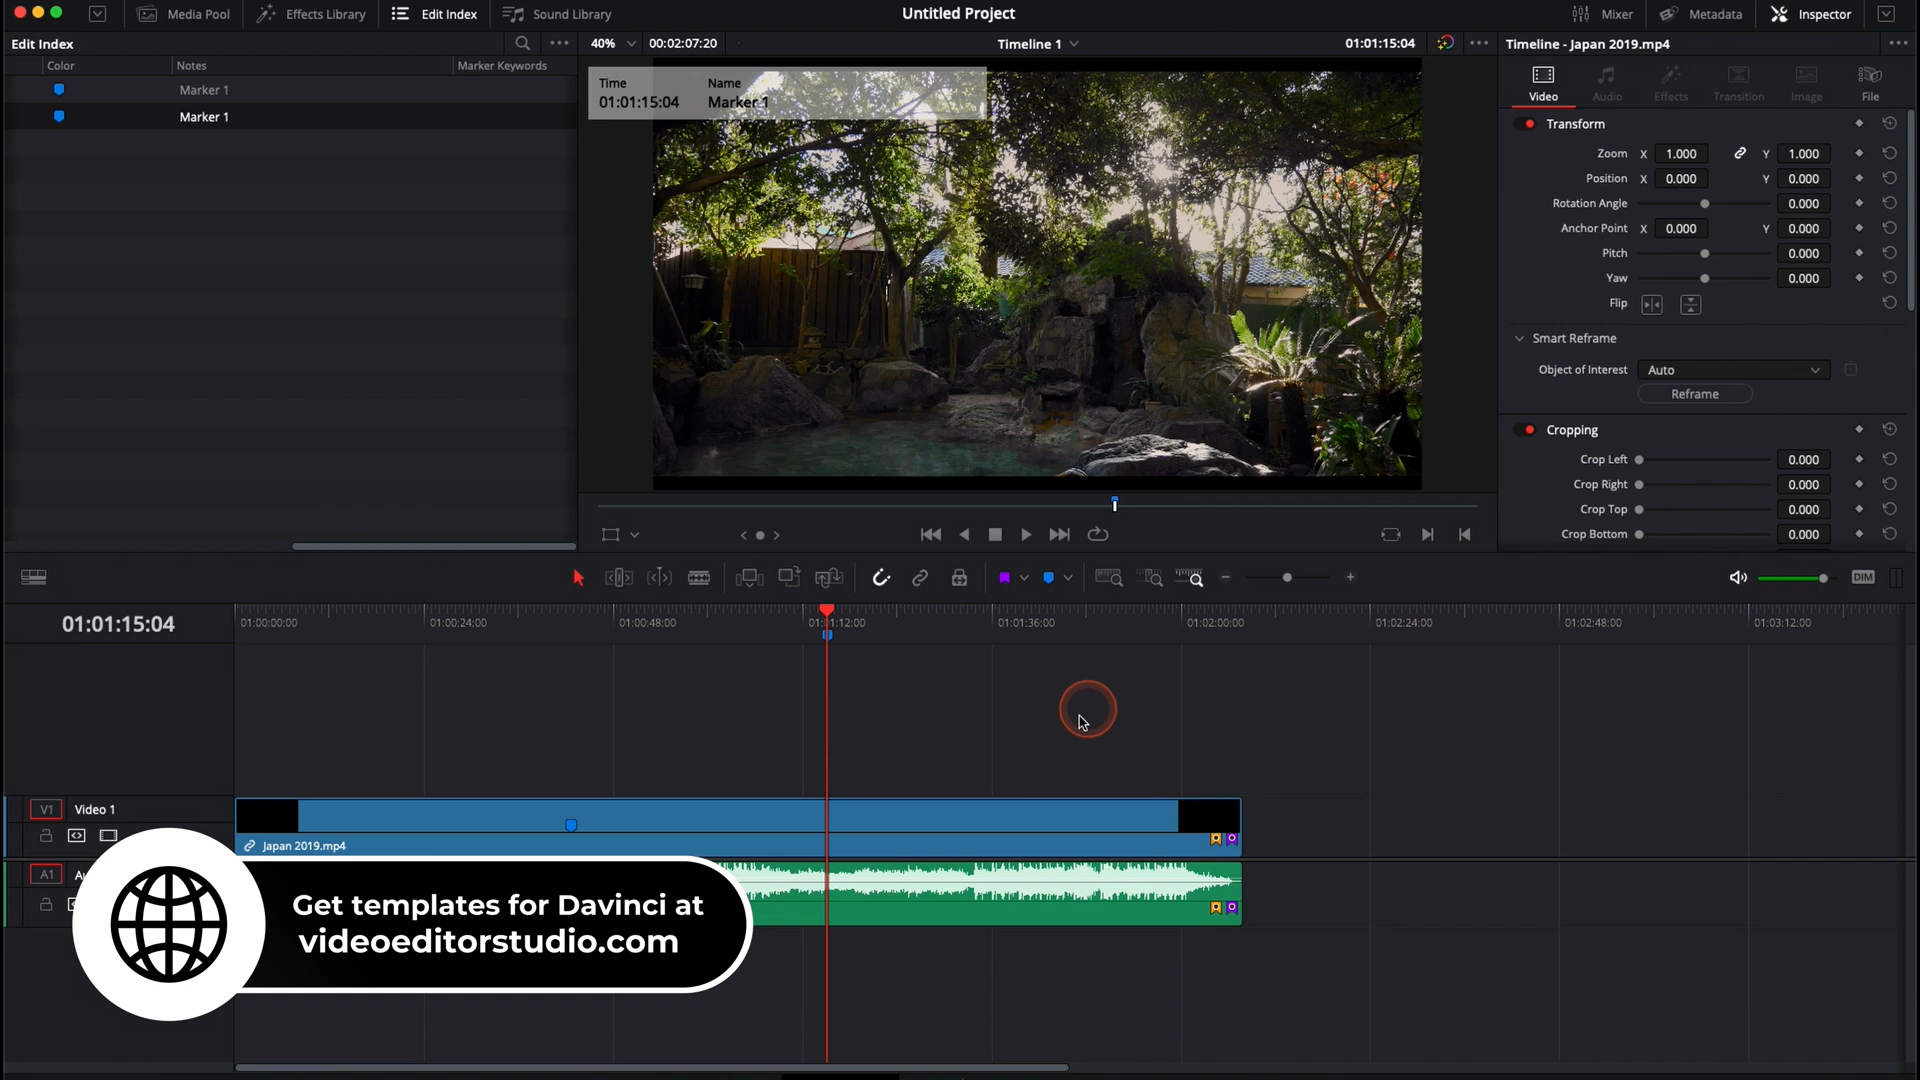 Media Pool
Effects Library
Edit Index
Sound Library
Untitled Project
Mixer
Metadata
Inspector
Edit Index
40%
00:02:07:20
Timeline 1
01:01:15:04
Timeline - Japan 2019.mp4
Color
Notes
Marker Keywords
Marker 1
Marker 1
Time
Name
01:01:15:04
Marker 1
Video
Audio
Effects
Transition
Image
File
Transform
Zoom X 1.000 Y 1.000
Position X 0.000 Y 0.000
Rotation Angle 0.000
Anchor Point X 0.000 Y 0.000
Pitch 0.000
Yaw 0.000
Flip
Smart Reframe
Object of Interest Auto
Reframe
Cropping
Crop Left 0.000
Crop Right 0.000
Crop Top 0.000
Crop Bottom 0.000
DIM
01:01:15:04
01:00:00:00
01:00:24:00
01:00:48:00
01:01:12:00
01:01:36:00
01:02:00:00
01:02:24:00
01:02:48:00
01:03:12:00
V1 Video 1
Japan 2019.mp4
A1
Get templates for Davinci at
videoeditorstudio.com